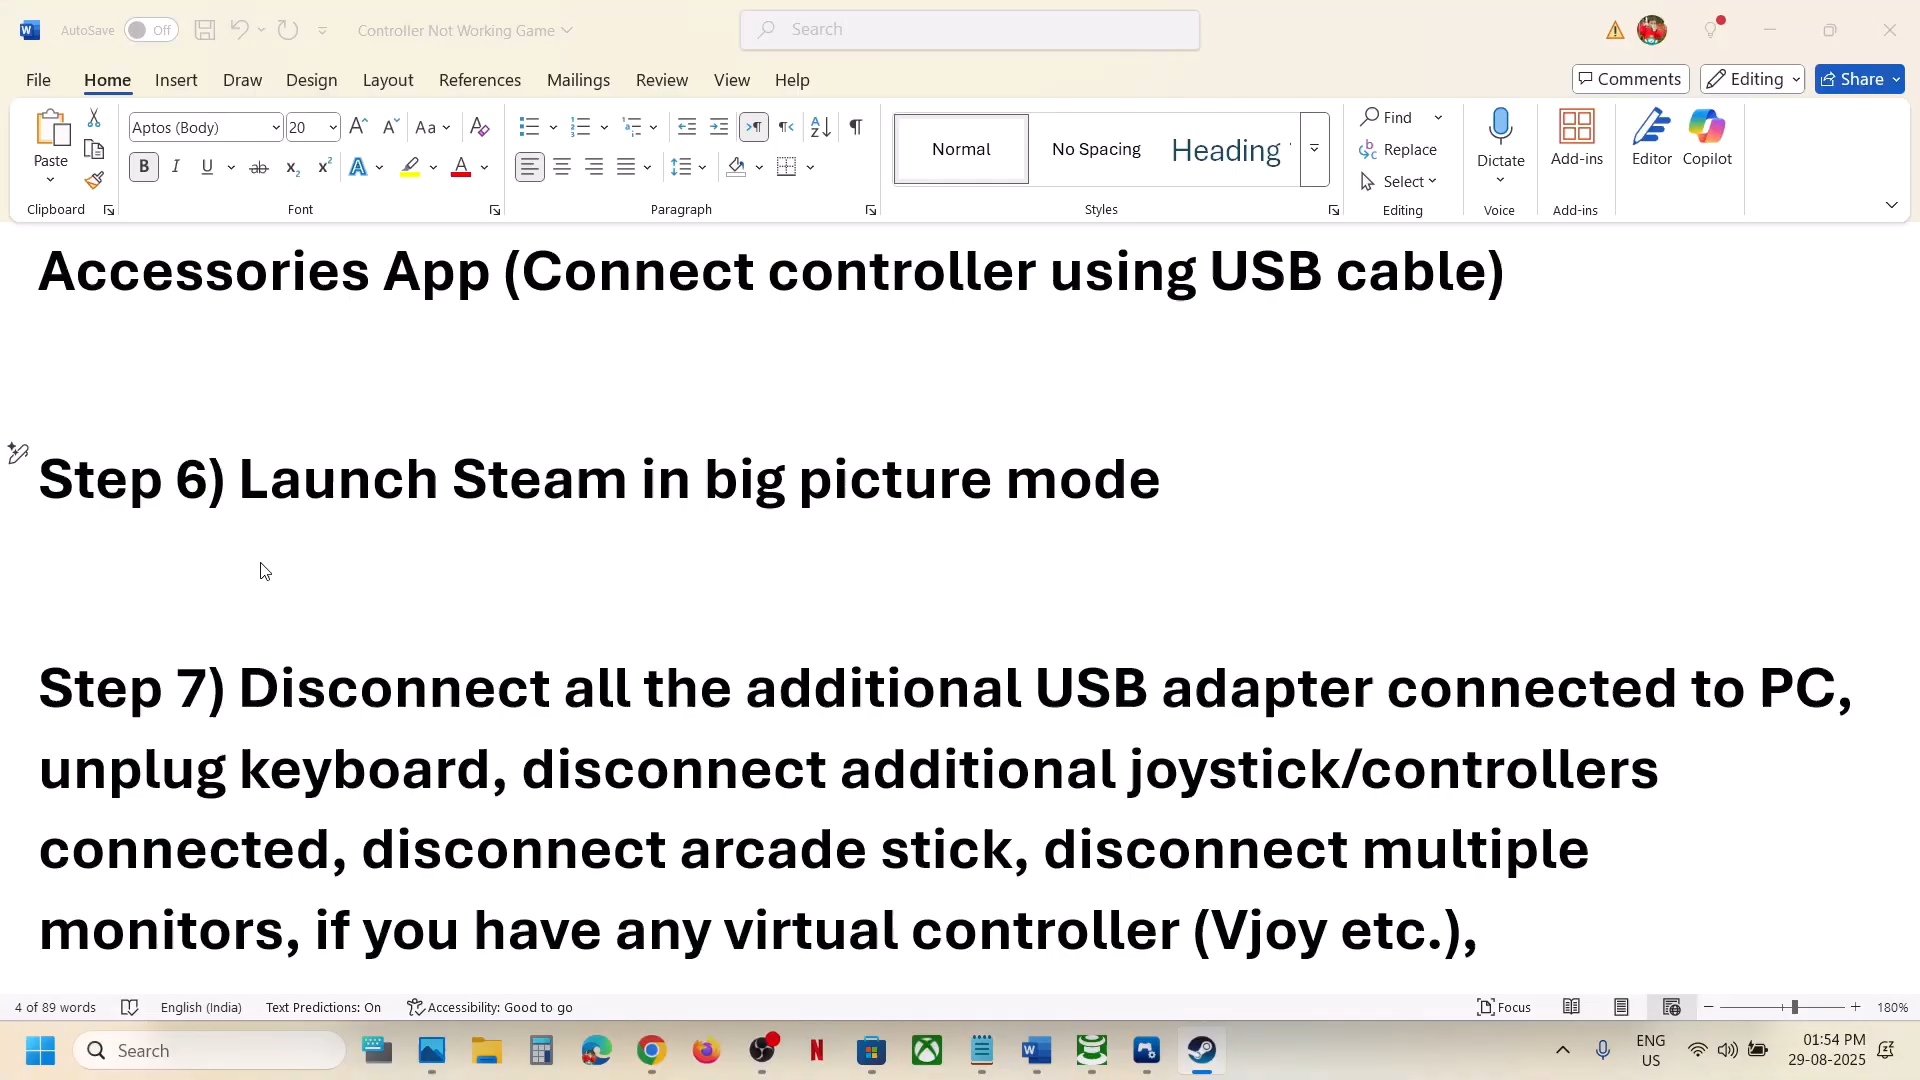 AutoSave Off Controller Not Working Game Search
File Home Insert Draw Design Layout References Mailings Review View Help Comments Editing Share
Paste Aptos (Body) 20 Aa Normal No Spacing Heading Find Replace Select Dictate Add-ins Editor Copilot
Clipboard Font Paragraph Styles Editing Voice Add-ins
Accessories App (Connect controller using USB cable)
Step 6) Launch Steam in big picture mode
Step 7) Disconnect all the additional USB adapter connected to PC,
unplug keyboard, disconnect additional joystick/controllers
connected, disconnect arcade stick, disconnect multiple
monitors, if you have any virtual controller (Vjoy etc.),
4 of 89 words English (India) Text Predictions: On Accessibility: Good to go Focus 180%
Search ENG US 01:54 PM 29-08-2025